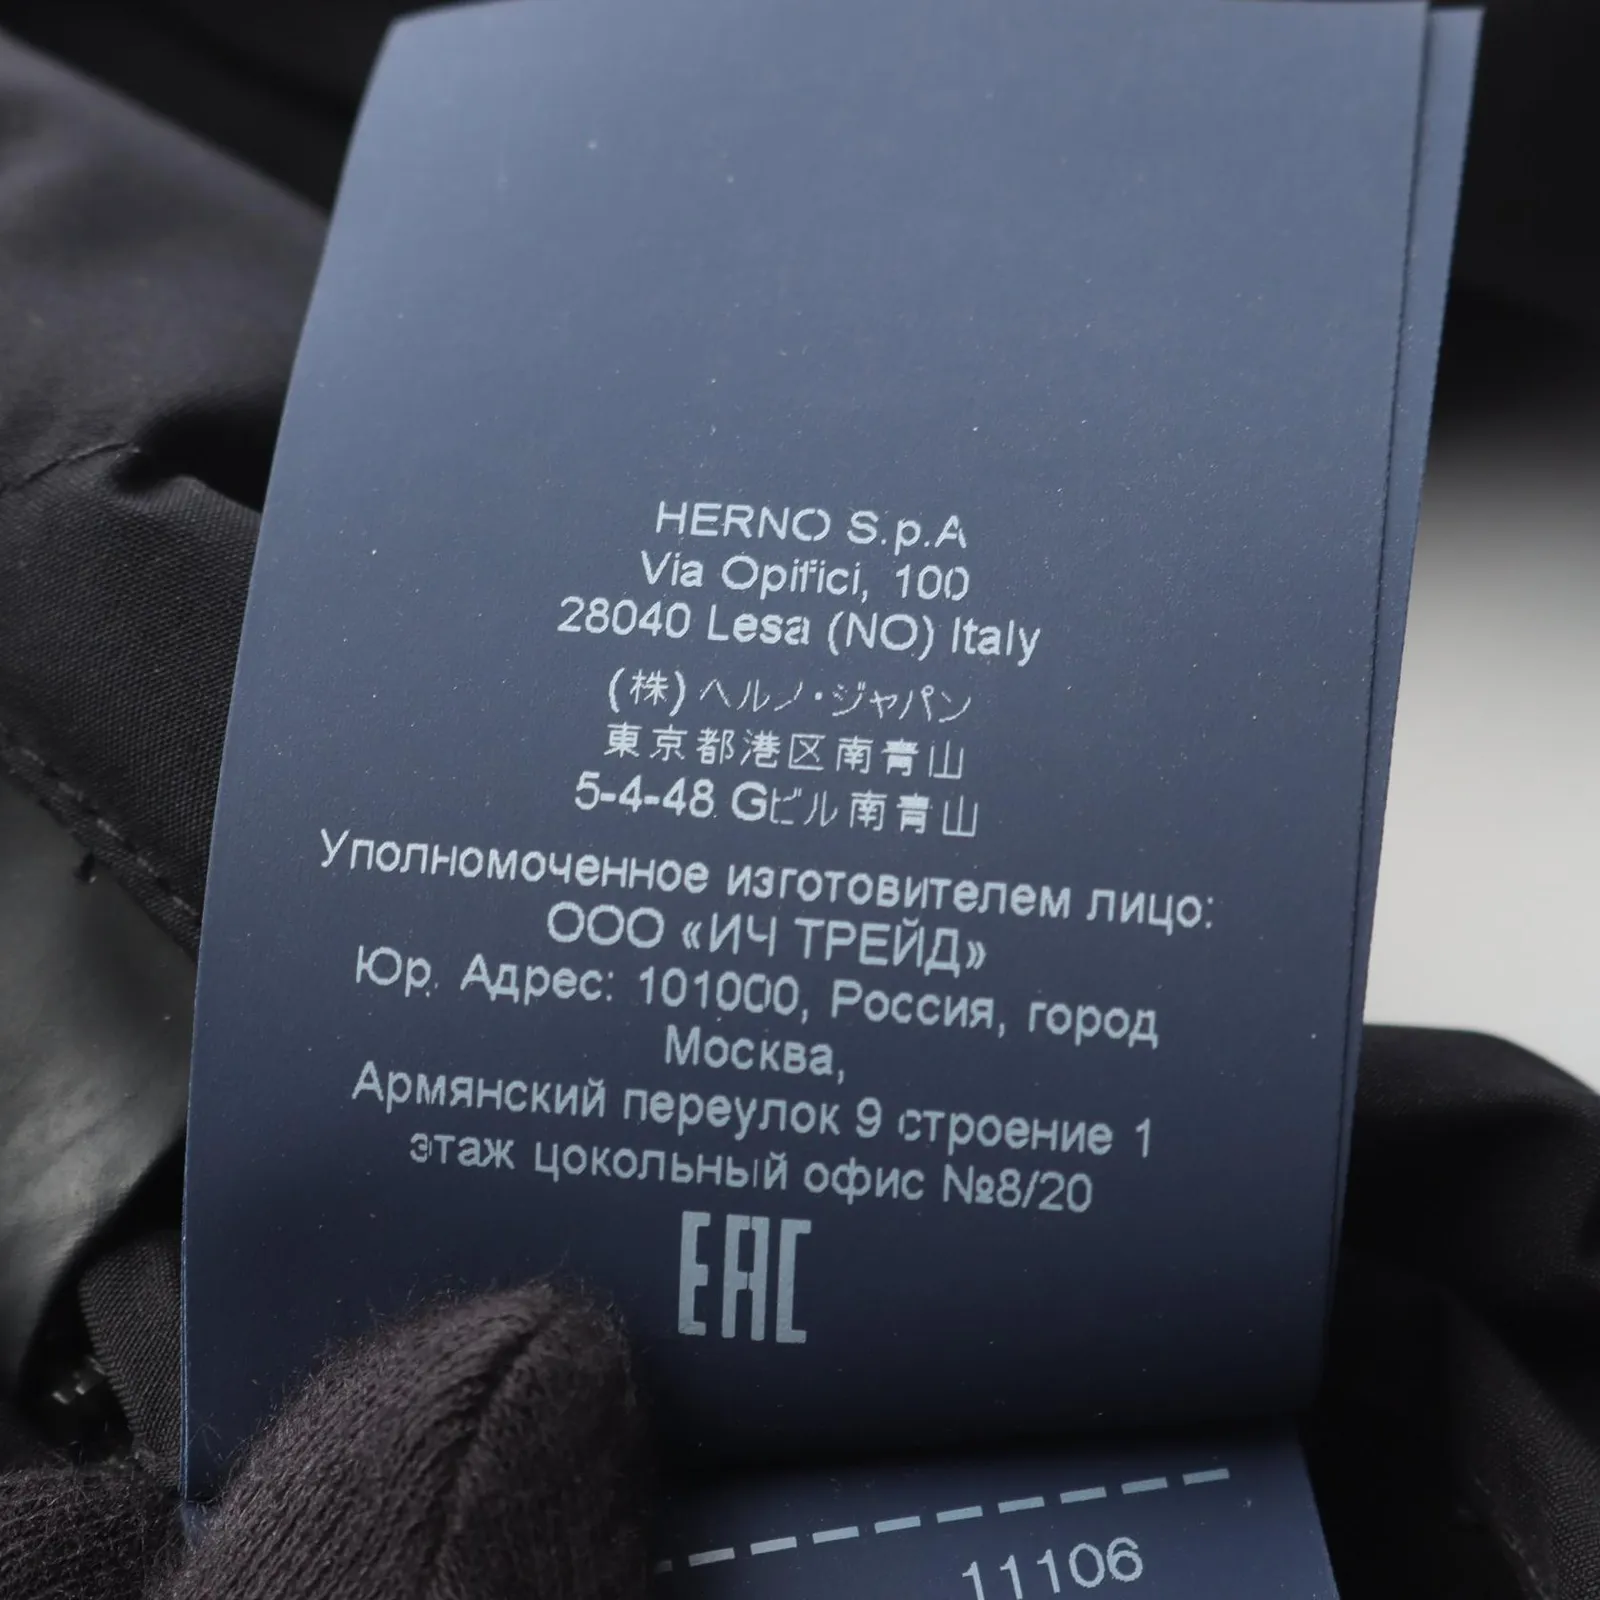 HERNO S.p.A
Via Opifici, 100
28040 Lesa (NO) Italy
(株) ヘルノ・ジャパン
東京都港区南青山
5-4-48 Gビル南青山
Уполномоченное изготовителем лицо:
ООО «ИЧ ТРЕЙД»
Юр. Адрес: 101000, Россия, город
Москва,
Армянский переулок 9 строение 1
этаж цокольный офис №8/20
EAC
11106